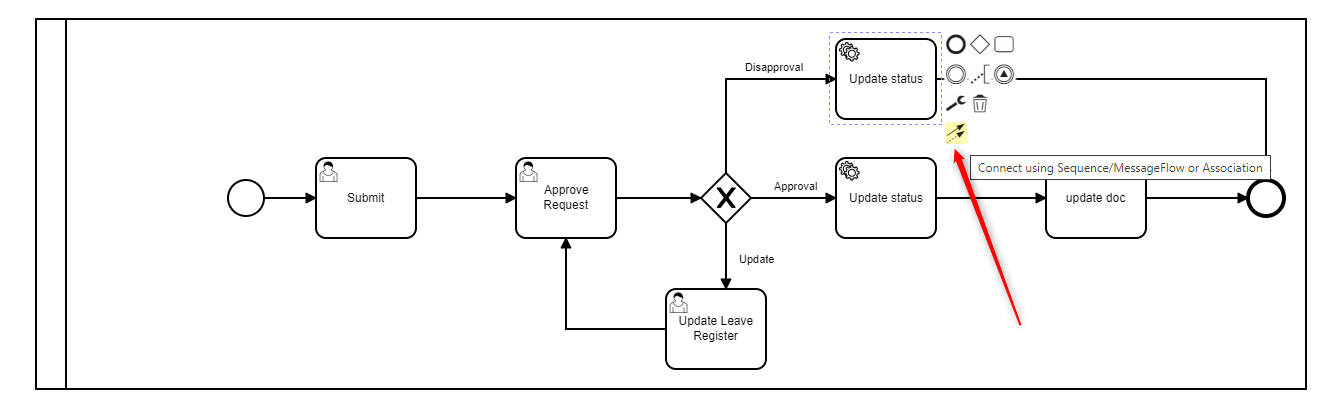 Disapproval
Update status
Connect using Sequence/MessageFlow or Association
Submit
Approve
Request
X
Approval
Update status
update doc
Update
Update Leave
Register